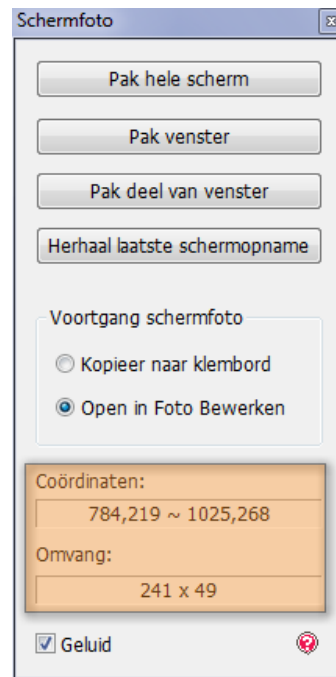 Schermfoto
Pak hele scherm
Pak venster
Pak deel van venster
Herhaal laatste schermopname
Voortgang schermfoto
Kopieer naar klembord
Open in Foto Bewerken
Coördinaten:
784,219 ~ 1025,268
Omvang:
241 x 49
Geluid